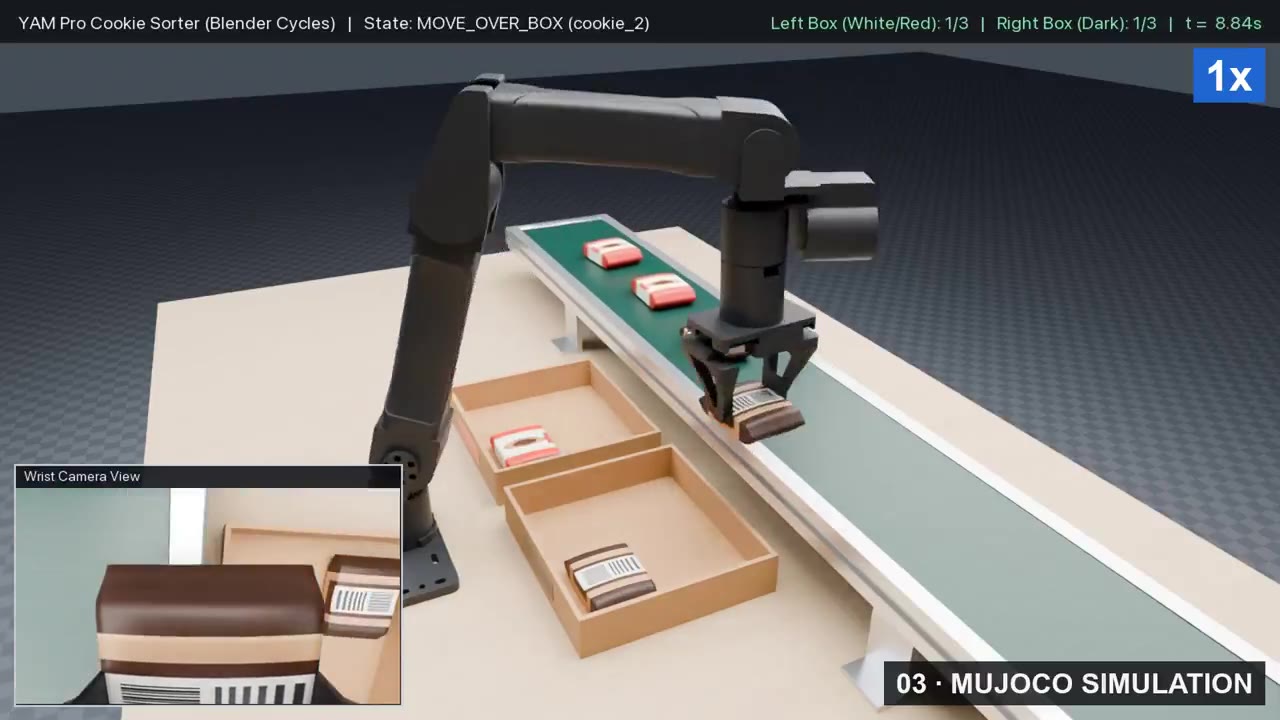 YAM Pro Cookie Sorter (Blender Cycles) | State: MOVE_OVER_BOX (cookie_2)
Left Box (White/Red): 1/3 | Right Box (Dark): 1/3 | t = 8.84s
1x
Wrist Camera View
03 · MUJOCO SIMULATION